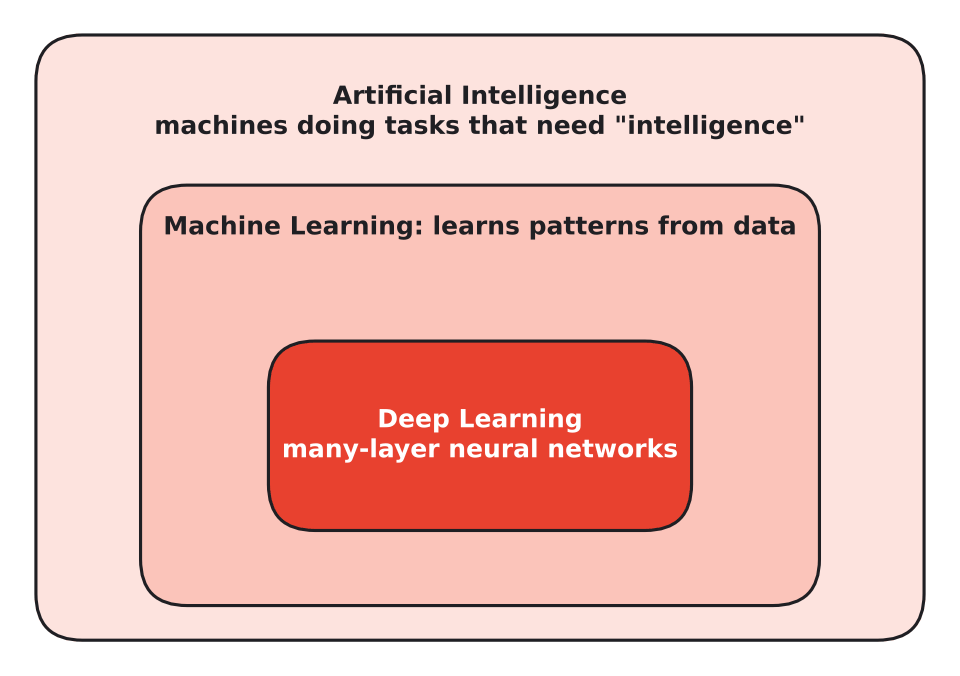 Artificial Intelligence
machines doing tasks that need "intelligence"
Machine Learning: learns patterns from data
Deep Learning
many-layer neural networks